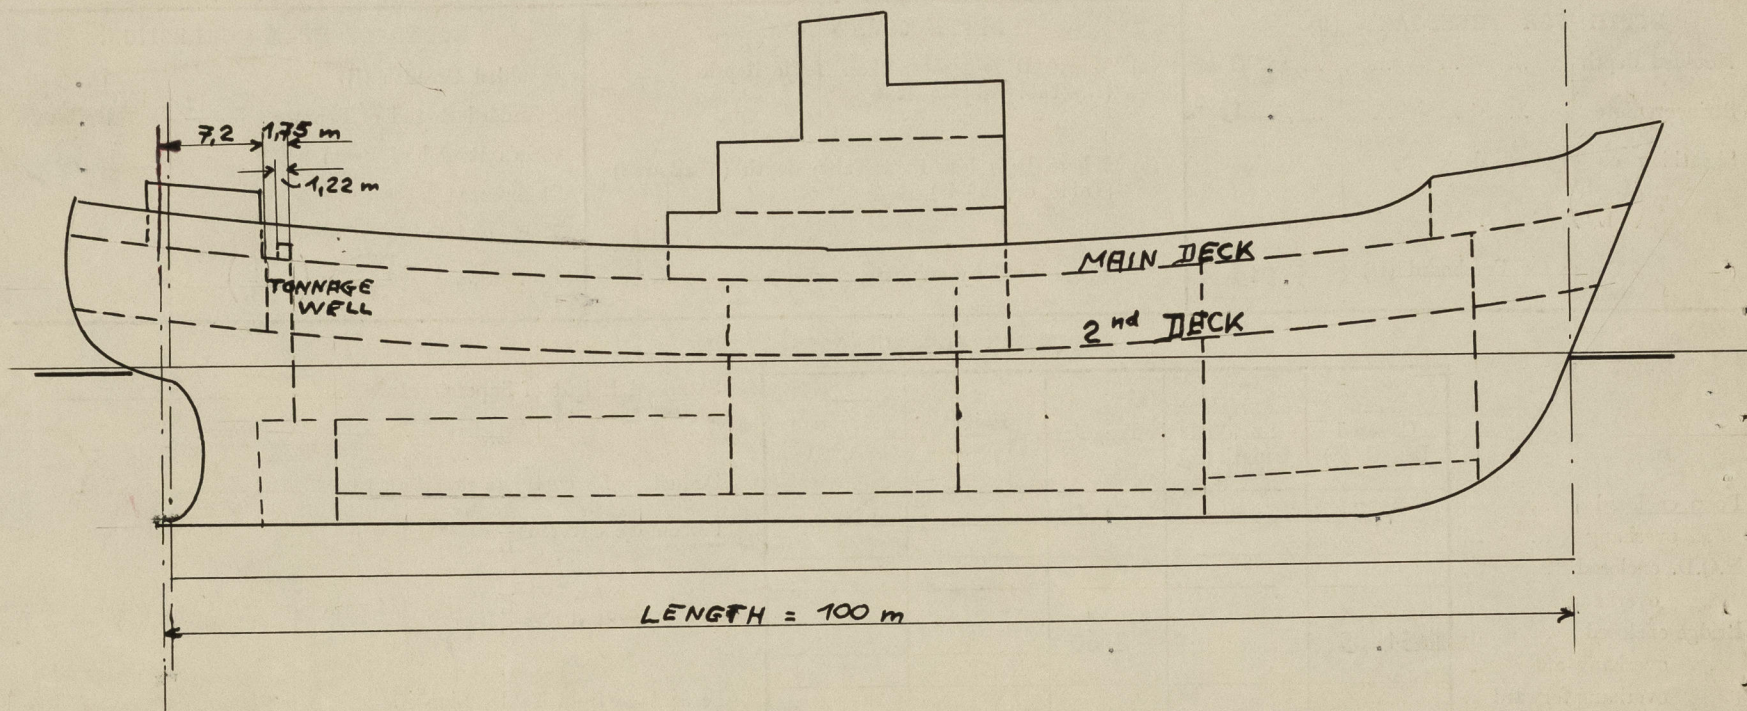 7,2 1,75 m
1,22 m
TONNAGE
WELL
MAIN DECK
2nd DECK
LENGTH = 100 m